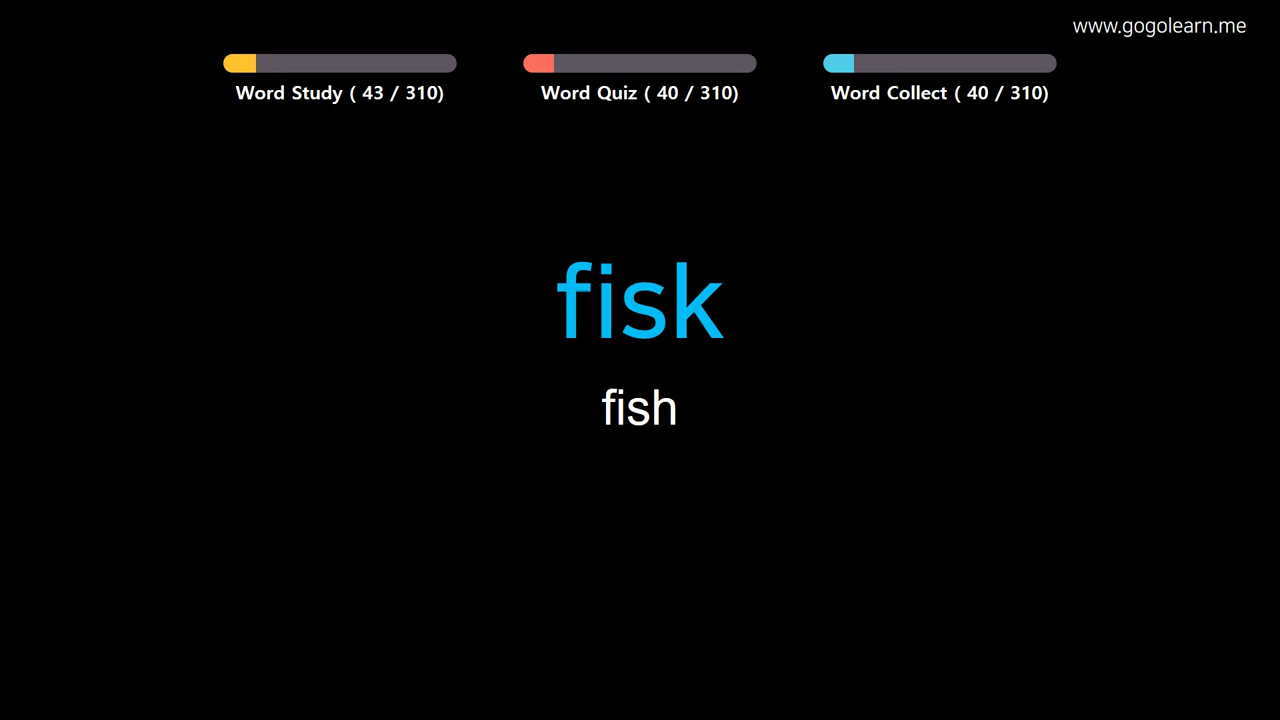 www.gogolearn.me
Word Study ( 43 / 310)
Word Quiz ( 40 / 310)
Word Collect ( 40 / 310)
fisk
fish